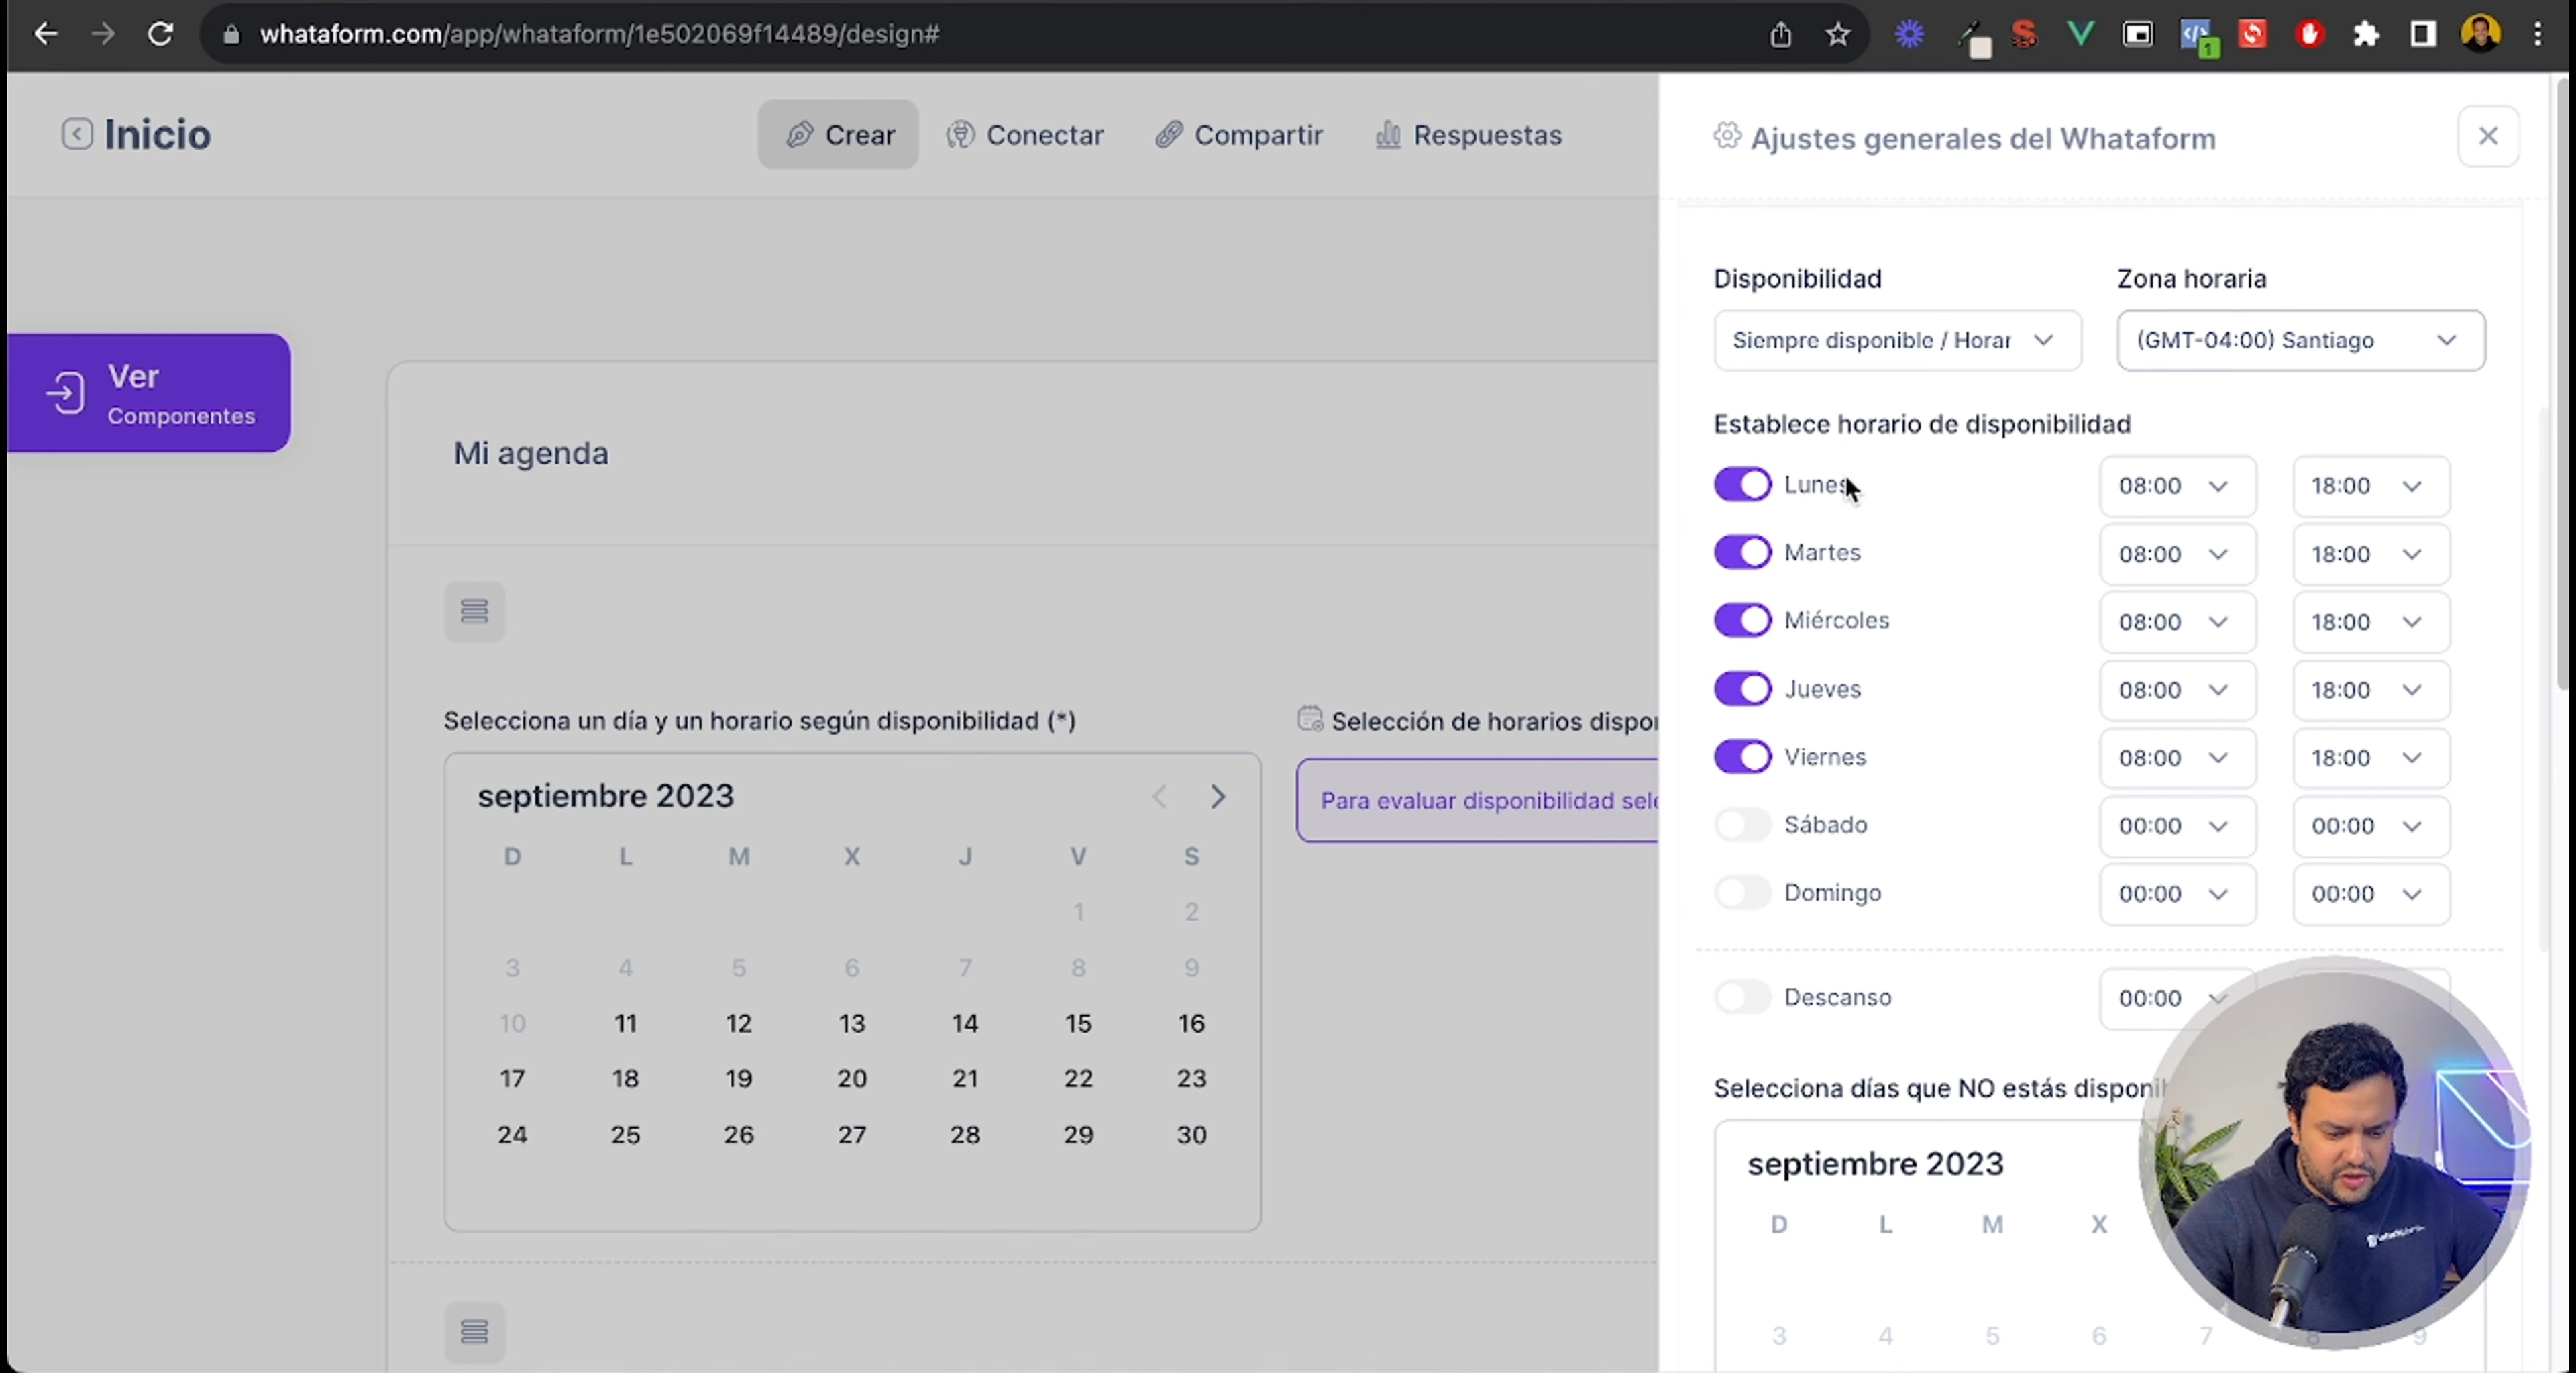 whataform.com/app/whataform/1e502069f14489/design#
1
Inicio
Crear
Conectar
Compartir
Respuestas
Ver
Componentes
Mi agenda
Selecciona un día y un horario según disponibilidad (*)
septiembre 2023
D L M X J V S
1 2
3 4 5 6 7 8 9
10 11 12 13 14 15 16
17 18 19 20 21 22 23
24 25 26 27 28 29 30
Selección de horarios dispo
Para evaluar disponibilidad sele
Ajustes generales del Whataform
Disponibilidad Zona horaria
Siempre disponible / Horar (GMT-04:00) Santiago
Establece horario de disponibilidad
Lunes 08:00 18:00
Martes 08:00 18:00
Miércoles 08:00 18:00
Jueves 08:00 18:00
Viernes 08:00 18:00
Sábado 00:00 00:00
Domingo 00:00 00:00
Descanso 00:00
Selecciona días que NO estás disponi
septiembre 2023
D L M X
3 4 5 6 7 8 9